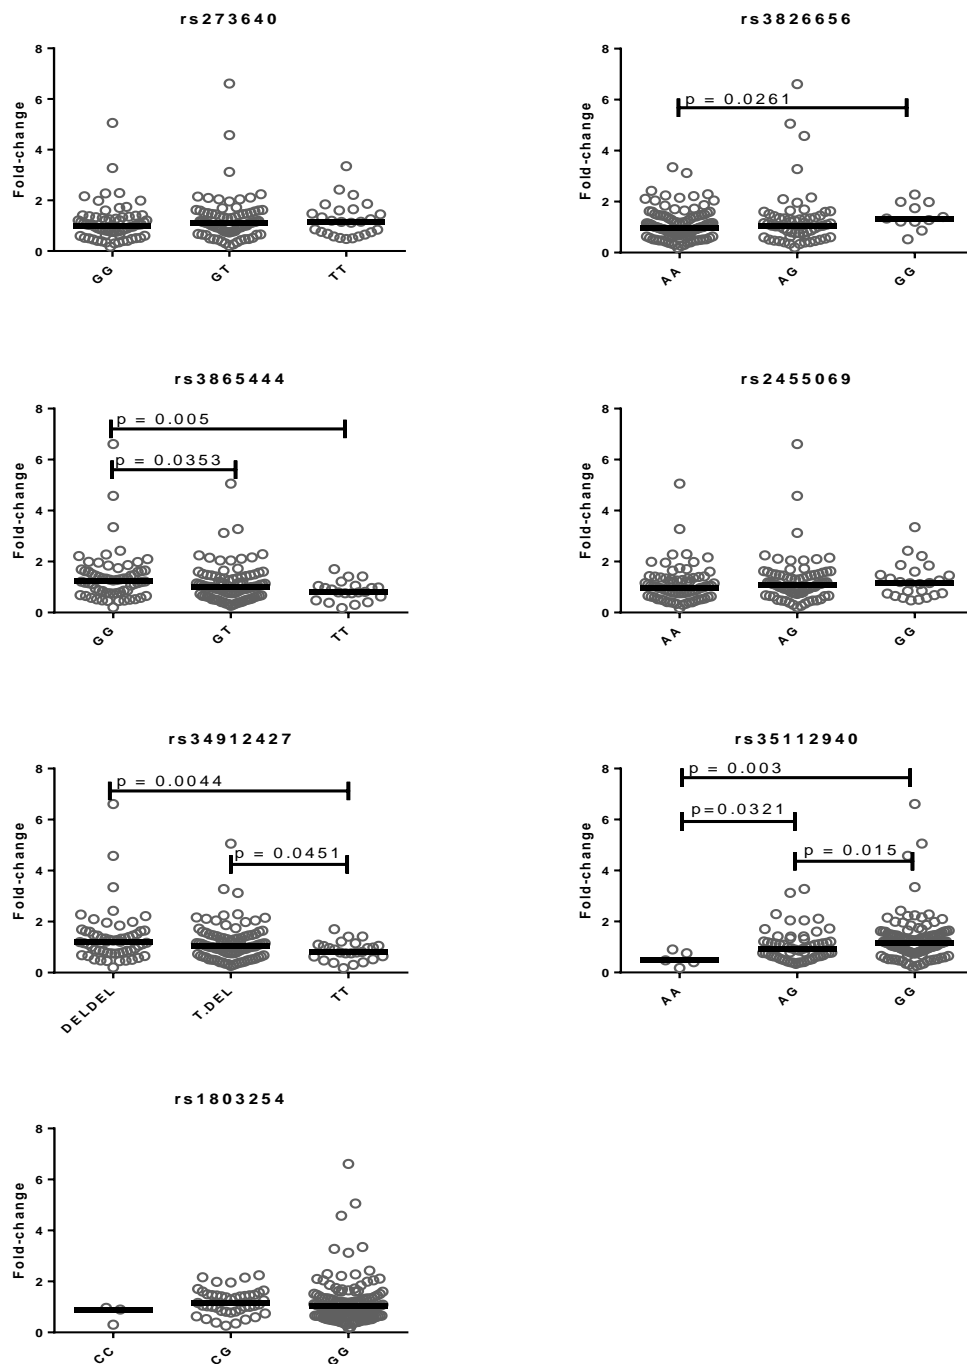 rs273640
Fold-change
8
6
4
2
0
GG
GT
TT
rs3826656
Fold-change
8
6
4
2
0
p = 0.0261
AA
AG
GG
rs3865444
Fold-change
8
6
4
2
0
p = 0.005
p = 0.0353
GG
GT
TT
rs2455069
Fold-change
8
6
4
2
0
AA
AG
GG
rs34912427
Fold-change
8
6
4
2
0
p = 0.0044
p = 0.0451
DELDEL
T.DEL
TT
rs35112940
Fold-change
8
6
4
2
0
p = 0.003
p=0.0321
p = 0.015
AA
AG
GG
rs1803254
Fold-change
8
6
4
2
0
CC
CG
GG